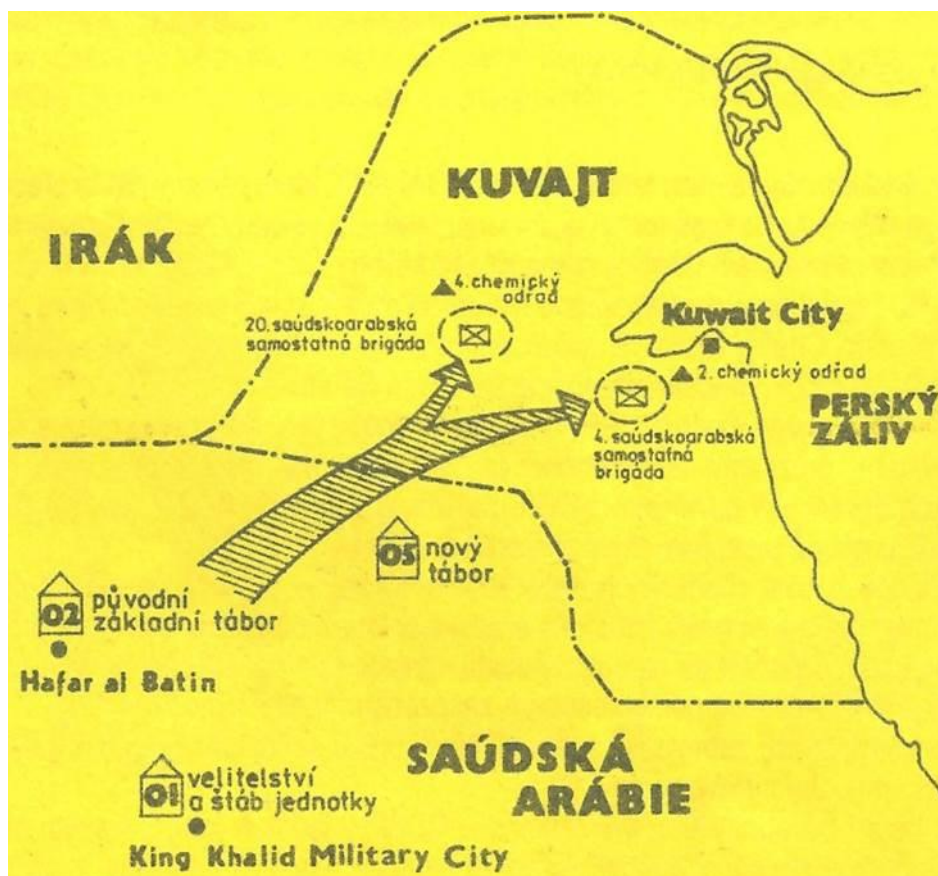 KUVAJT
IRÁK
4. chemický
odrad
20. saúdskoarabská
samostatná brigáda
Kuwait City
2. chemický odřad
PERSKÝ
ZÁLIV
4. saúdskoarabská
samostatná
brigáda
05 nový
tábor
02 původní
základní tábor
Hafar al Batin
SAÚDSKÁ
ARÁBIE
01 velitelství
a štáb jednotky
King Khalid Military City